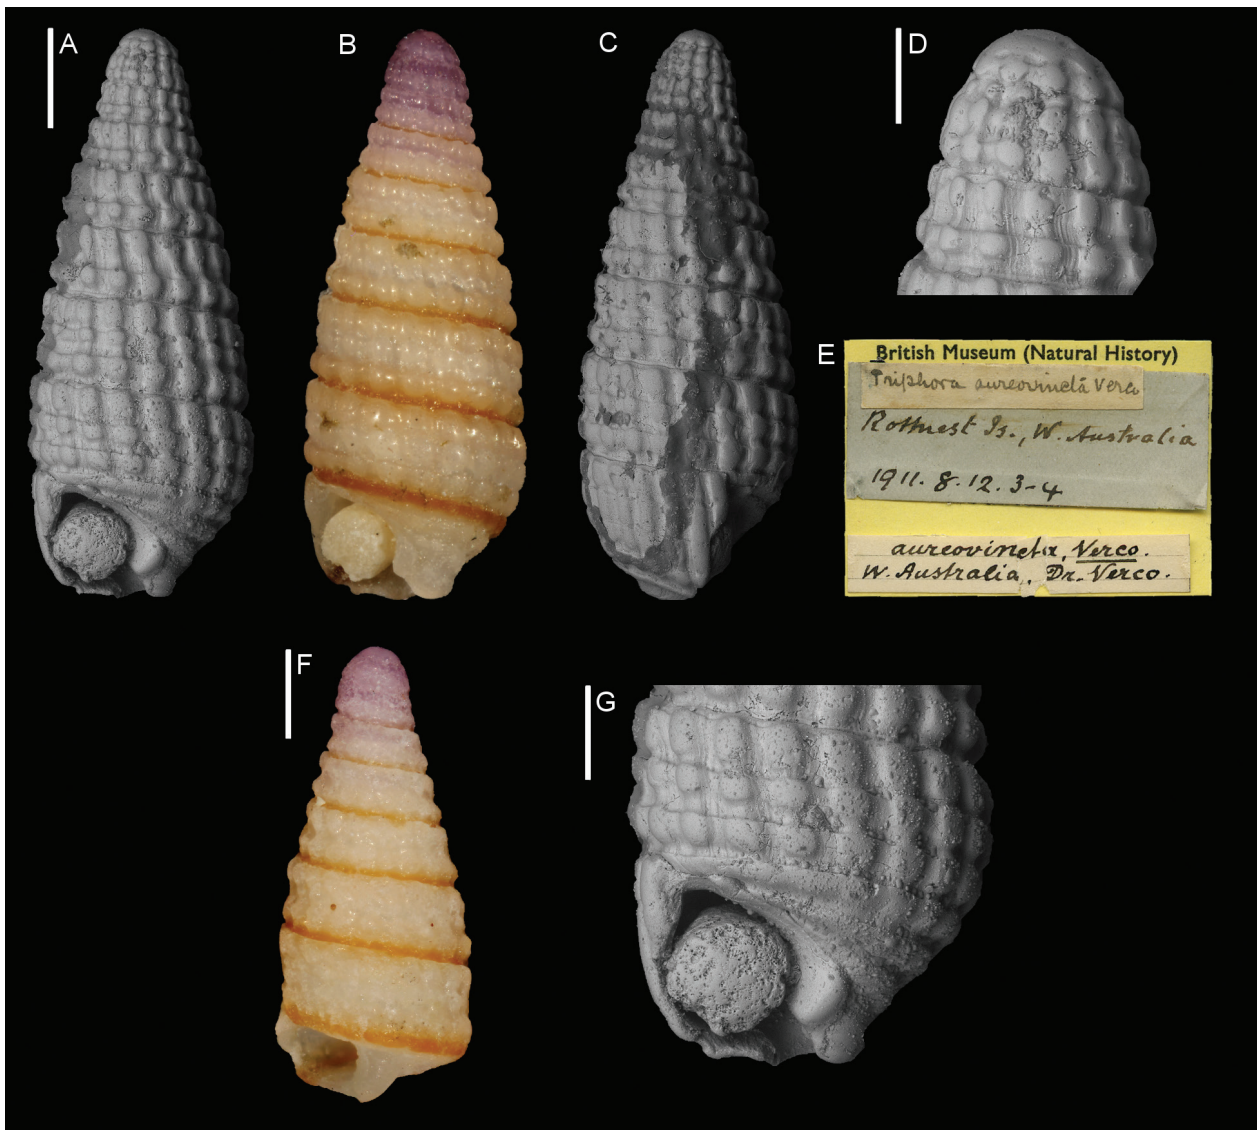 A
B
C
D
E
British Museum (Natural History)
Triphora aureovincta Verco
Rottnest Is., W. Australia
1911. 8. 12. 3-4
aureovincta, Verco.
W. Australia. Dr. Verco.
F
G